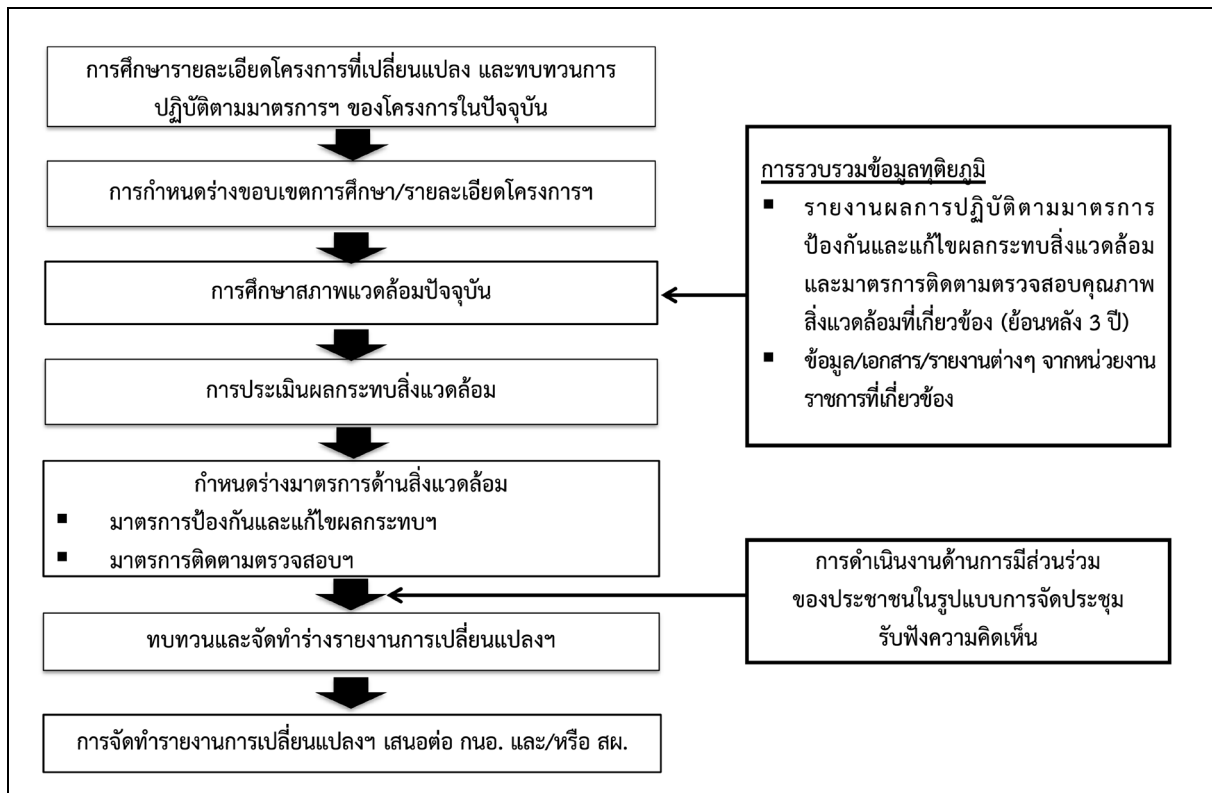 การศึกษารายละเอียดโครงการที่เปลี่ยนแปลง และทบทวนการ
ปฏิบัติตามมาตรการฯ ของโครงการในปัจจุบัน
การกำหนดร่างขอบเขตการศึกษา/รายละเอียดโครงการฯ
การศึกษาสภาพแวดล้อมปัจจุบัน
การรวบรวมข้อมูลทุติยภูมิ
▪ รายงานผลการปฏิบัติตามมาตรการ
ป้องกันและแก้ไขผลกระทบสิ่งแวดล้อม
และมาตรการติดตามตรวจสอบคุณภาพ
สิ่งแวดล้อมที่เกี่ยวข้อง (ย้อนหลัง 3 ปี)
▪ ข้อมูล/เอกสาร/รายงานต่างๆ จากหน่วยงาน
ราชการที่เกี่ยวข้อง
การประเมินผลกระทบสิ่งแวดล้อม
กำหนดร่างมาตรการด้านสิ่งแวดล้อม
▪ มาตรการป้องกันและแก้ไขผลกระทบฯ
▪ มาตรการติดตามตรวจสอบฯ
การดำเนินงานด้านการมีส่วนร่วม
ของประชาชนในรูปแบบการจัดประชุม
รับฟังความคิดเห็น
ทบทวนและจัดทำร่างรายงานการเปลี่ยนแปลงฯ
การจัดทำรายงานการเปลี่ยนแปลงฯ เสนอต่อ กนอ. และ/หรือ สผ.